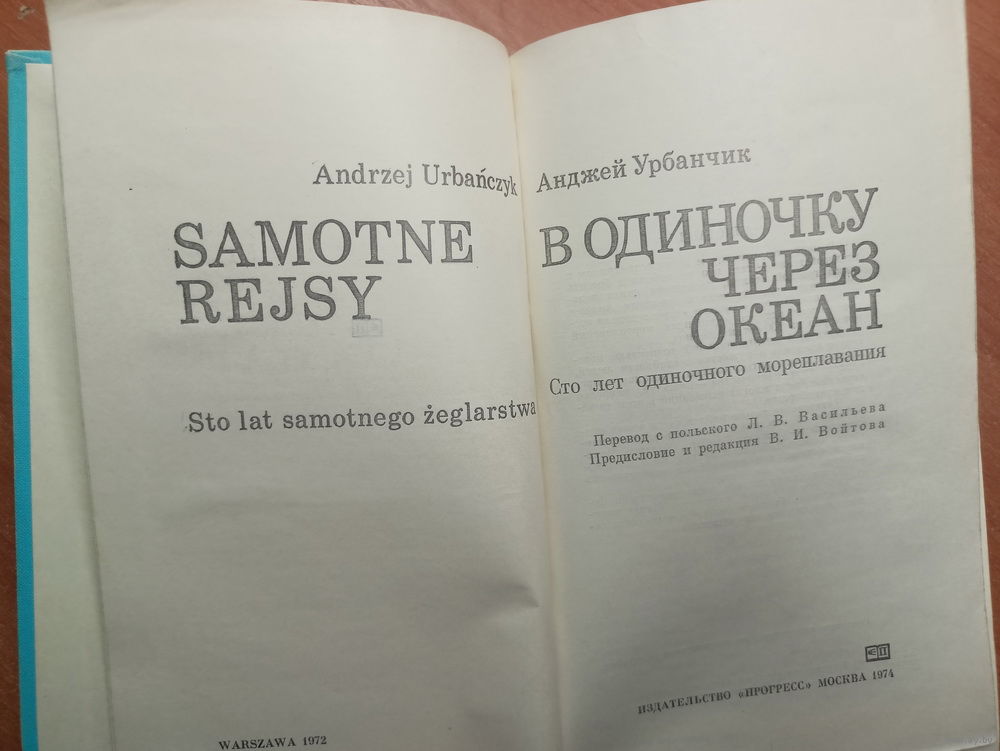 Andrzej Urbańczyk
SAMOTNE
REJSY
Sto lat samotnego żeglarstwa
WARSZAWA 1972
Анджей Урбанчик
В ОДИНОЧКУ
ЧЕРЕЗ
ОКЕАН
Сто лет одиночного мореплавания
Перевод с польского Л. В. Васильева
Предисловие и редакция В. И. Войтова
ИЗДАТЕЛЬСТВО «ПРОГРЕСС» МОСКВА 1974